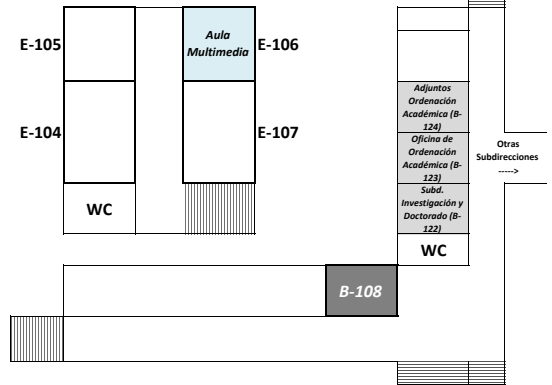 E-105
Aula
Multimedia
E-106
Adjuntos
Ordenación
Académica (B-
124)
E-104
E-107
Oficina de
Ordenación
Académica (B-
123)
Otras
Subdirecciones
----->
Subd.
Investigación y
Doctorado (B-
122)
WC
WC
B-108